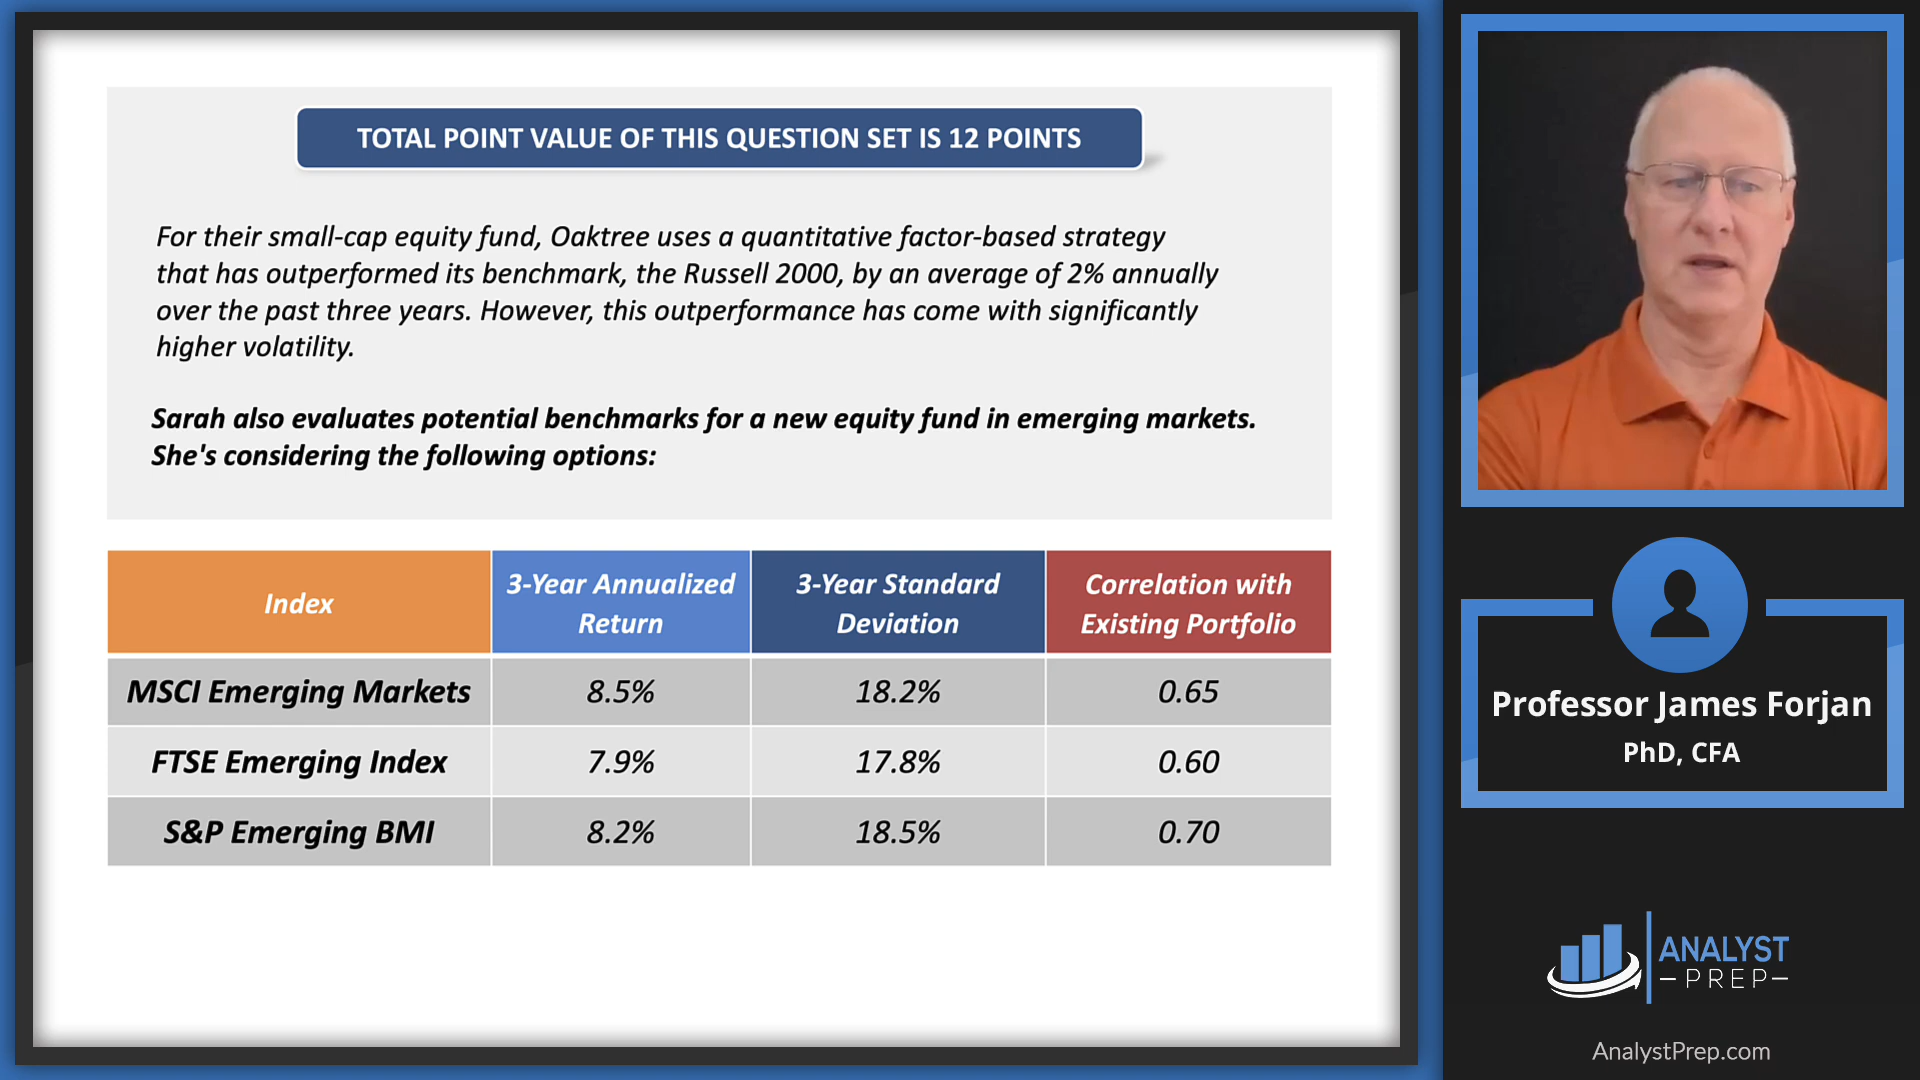 TOTAL POINT VALUE OF THIS QUESTION SET IS 12 POINTS
For their small-cap equity fund, Oaktree uses a quantitative factor-based strategy
that has outperformed its benchmark, the Russell 2000, by an average of 2% annually
over the past three years. However, this outperformance has come with significantly
higher volatility.
Sarah also evaluates potential benchmarks for a new equity fund in emerging markets.
She's considering the following options:
Index
3-Year Annualized
Return
3-Year Standard
Deviation
Correlation with
Existing Portfolio
MSCI Emerging Markets 8.5% 18.2% 0.65
FTSE Emerging Index 7.9% 17.8% 0.60
S&P Emerging BMI 8.2% 18.5% 0.70
Professor James Forjan
PhD, CFA
ANALYST
PREP
AnalystPrep.com